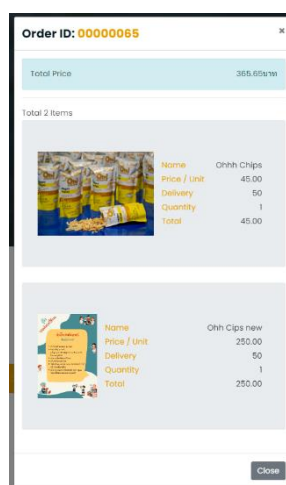 Order ID: 00000065
×
Total Price 365.65บาท
Total 2 Items
Name Ohhh Chips
Price / Unit 45.00
Delivery 50
Quantity 1
Total 45.00
Name Ohh Cips new
Price / Unit 250.00
Delivery 50
Quantity 1
Total 250.00
Close